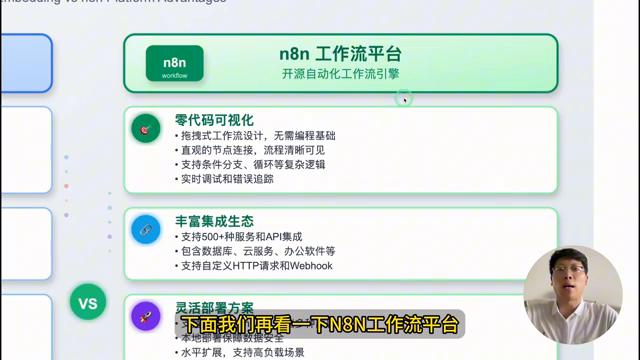 Embedding vs n8n Platform Advantages
n8n
workflow
n8n 工作流平台
开源自动化工作流引擎
零代码可视化
• 拖拽式工作流设计，无需编程基础
• 直观的节点连接，流程清晰可见
• 支持条件分支、循环等复杂逻辑
• 实时调试和错误追踪
丰富集成生态
• 支持500+种服务和API集成
• 包含数据库、云服务、办公软件等
• 支持自定义HTTP请求和Webhook
VS
灵活部署方案
下面我们再看一下N8N工作流平台
• 本地部署保障数据安全
• 水平扩展，支持高负载场景